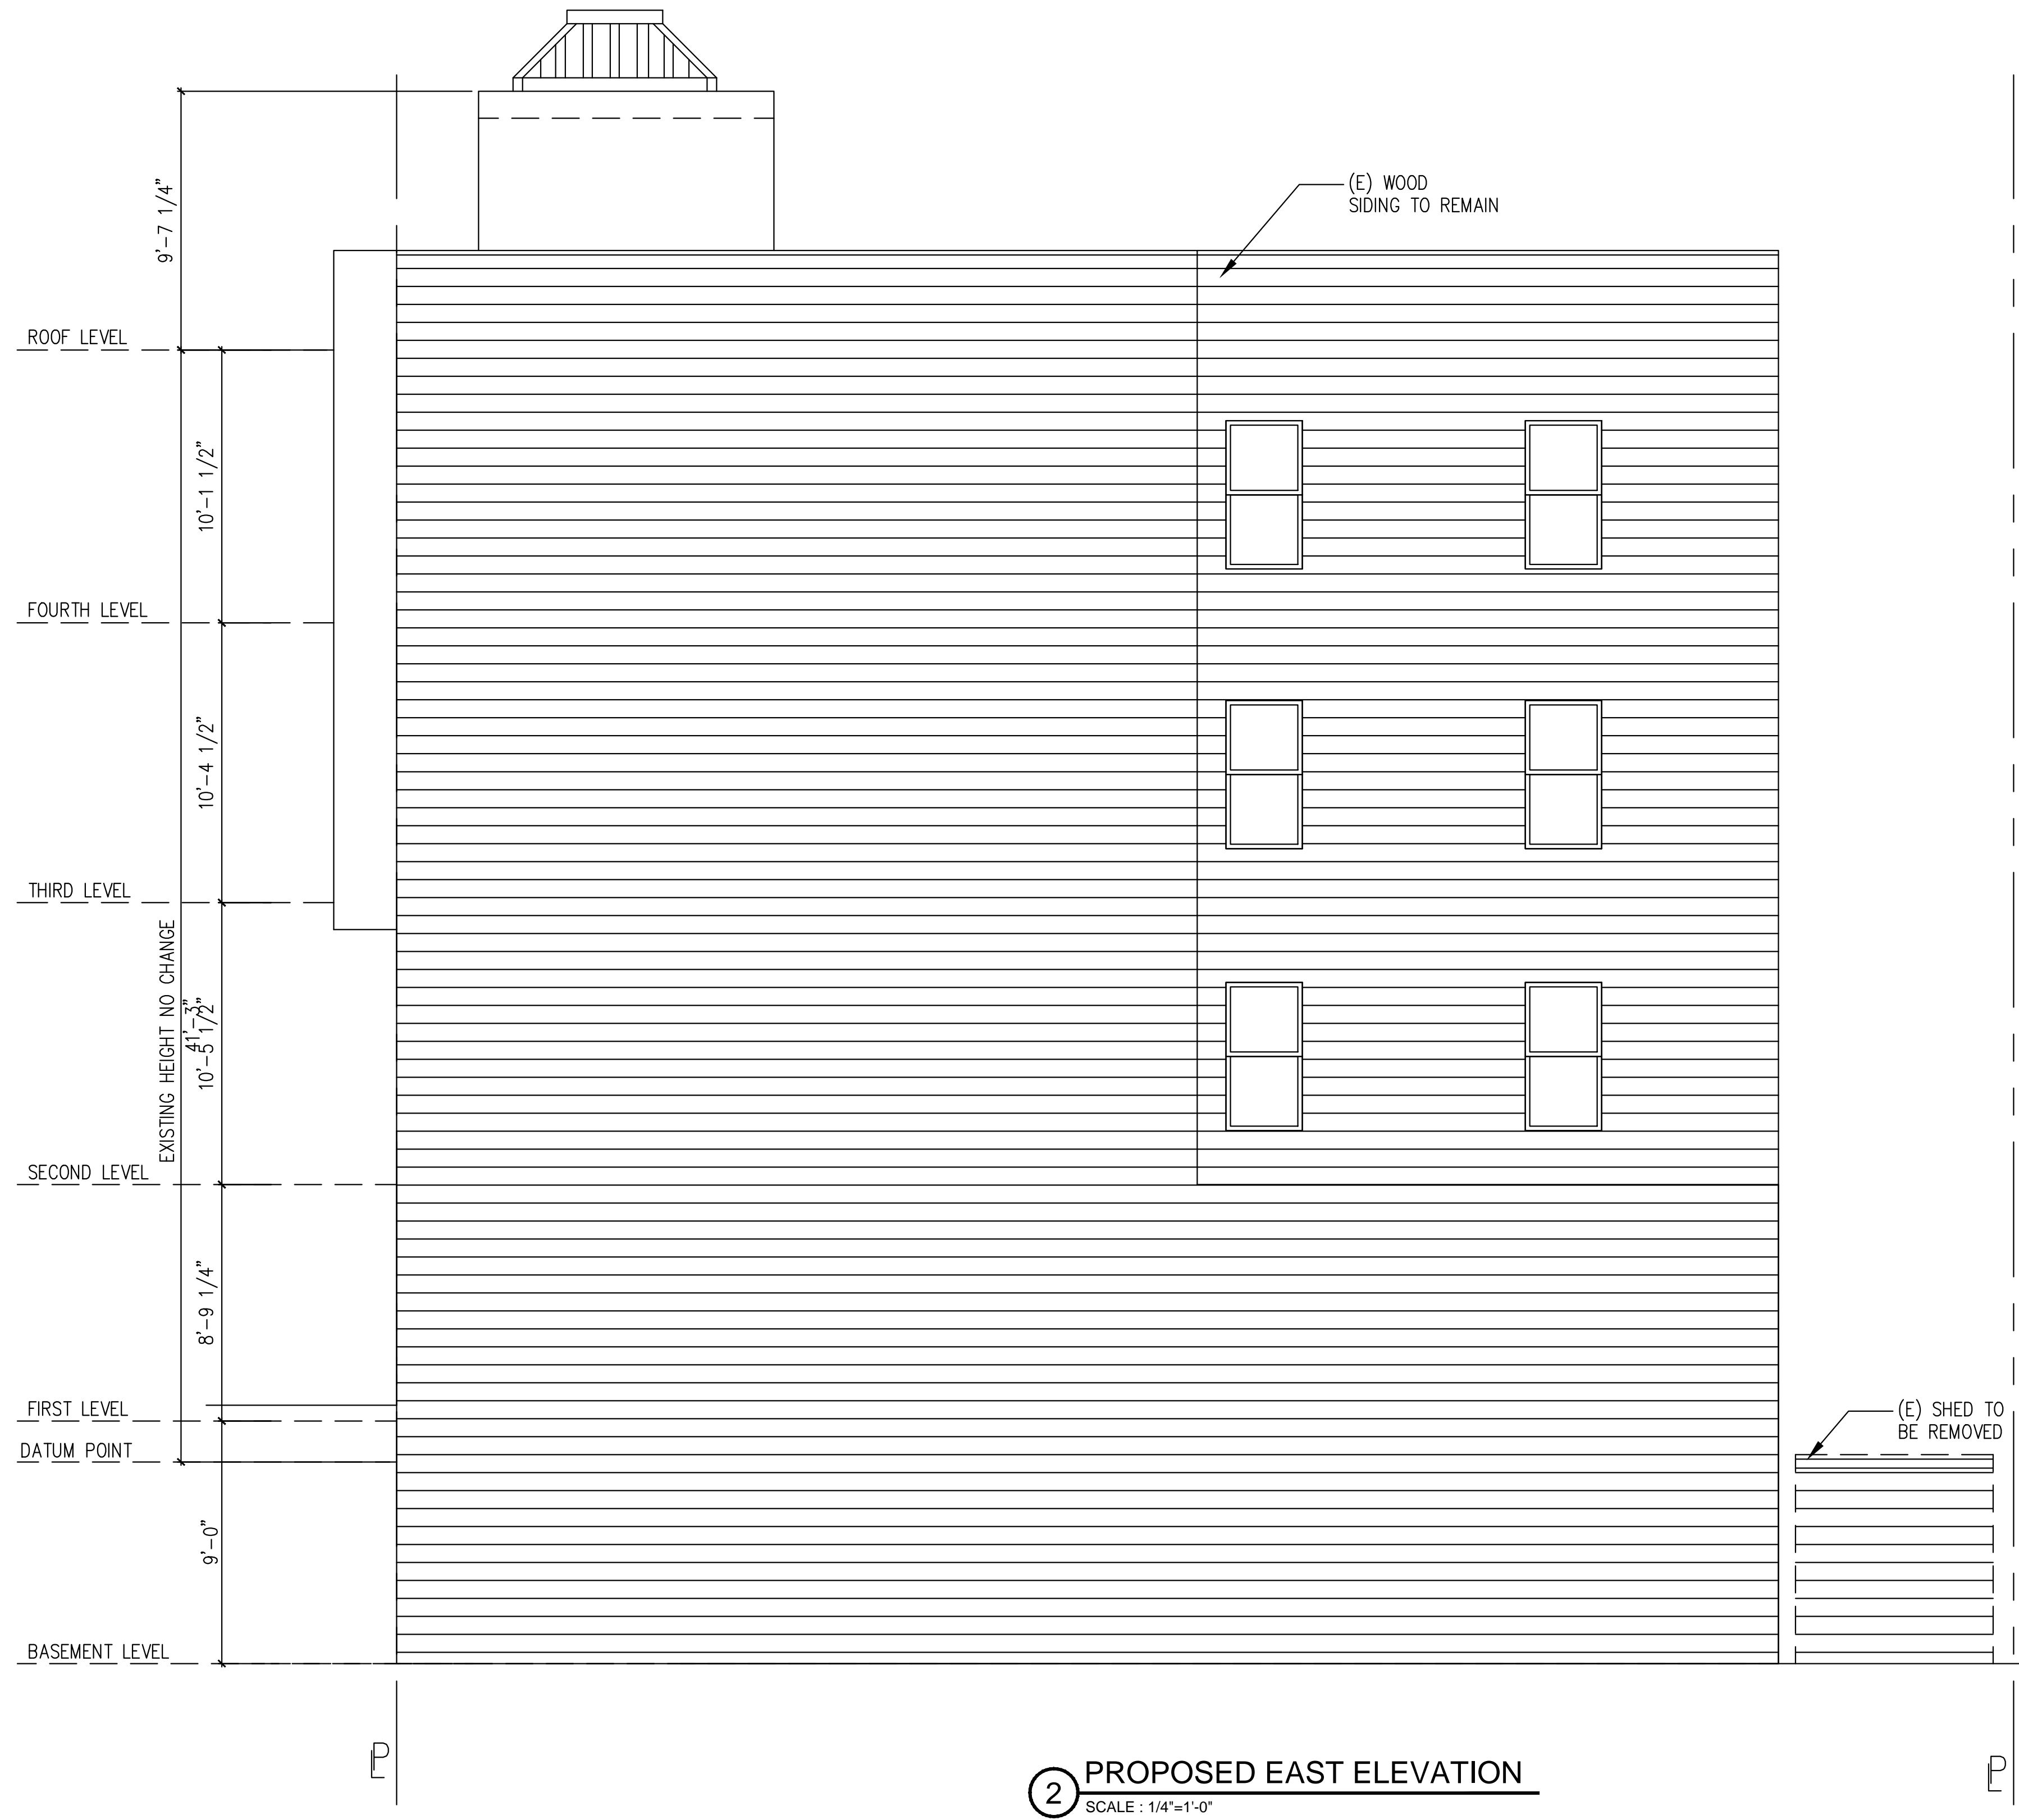 (E) WOOD
SIDING TO REMAIN
9'-7 1/4"
ROOF LEVEL
10'-1 1/2"
FOURTH LEVEL
10'-4 1/2"
THIRD LEVEL
EXISTING HEIGHT NO CHANGE
41'-3"
10'-5 1/2"
SECOND LEVEL
8'-9 1/4"
FIRST LEVEL
(E) SHED TO
BE REMOVED
DATUM POINT
9'-0"
BASEMENT LEVEL
PL
PL
2 PROPOSED EAST ELEVATION
SCALE : 1/4"=1'-0"